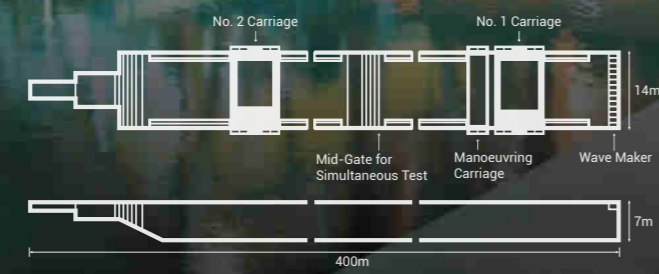 No. 2 Carriage
No. 1 Carriage
14m
Mid-Gate for
Simultaneous Test
Manoeuvring
Carriage
Wave Maker
7m
400m